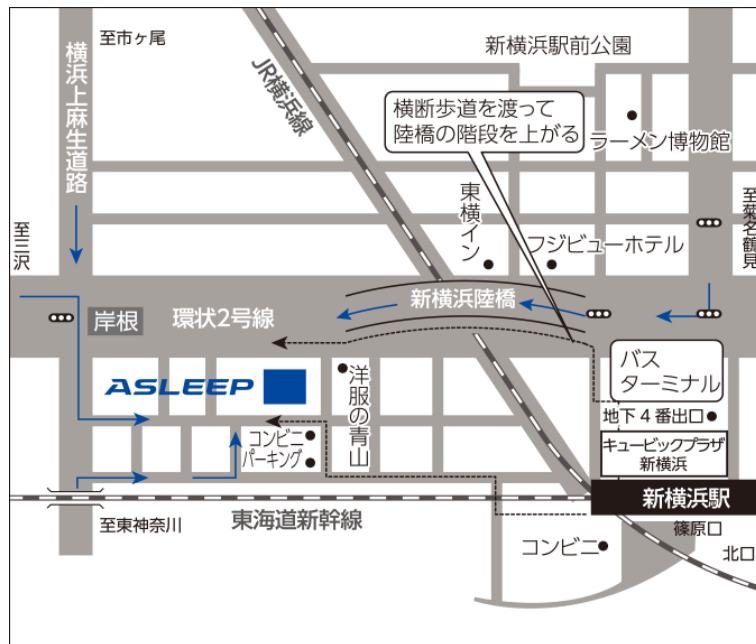 至市ヶ尾
横浜上麻生道路
JR横浜線
新横浜駅前公園
横断歩道を渡って
陸橋の階段を上がる
ラーメン博物館
至菊名鶴見
至三沢
東横イン
フジビューホテル
岸根
環状2号線
新横浜陸橋
バス
ターミナル
ASLEEP
洋服の青山
地下4番出口
キュービックプラザ
新横浜
コンビニ
パーキング
新横浜駅
至東神奈川
東海道新幹線
コンビニ
篠原口
北口